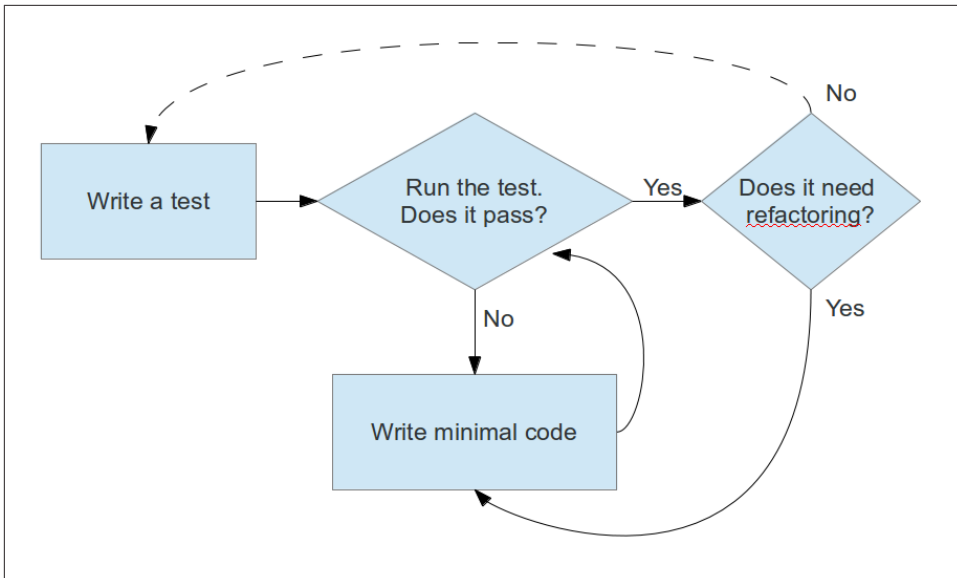 No
Write a test
Run the test.
Does it pass?
Yes
Does it need
refactoring?
No
Yes
Write minimal code